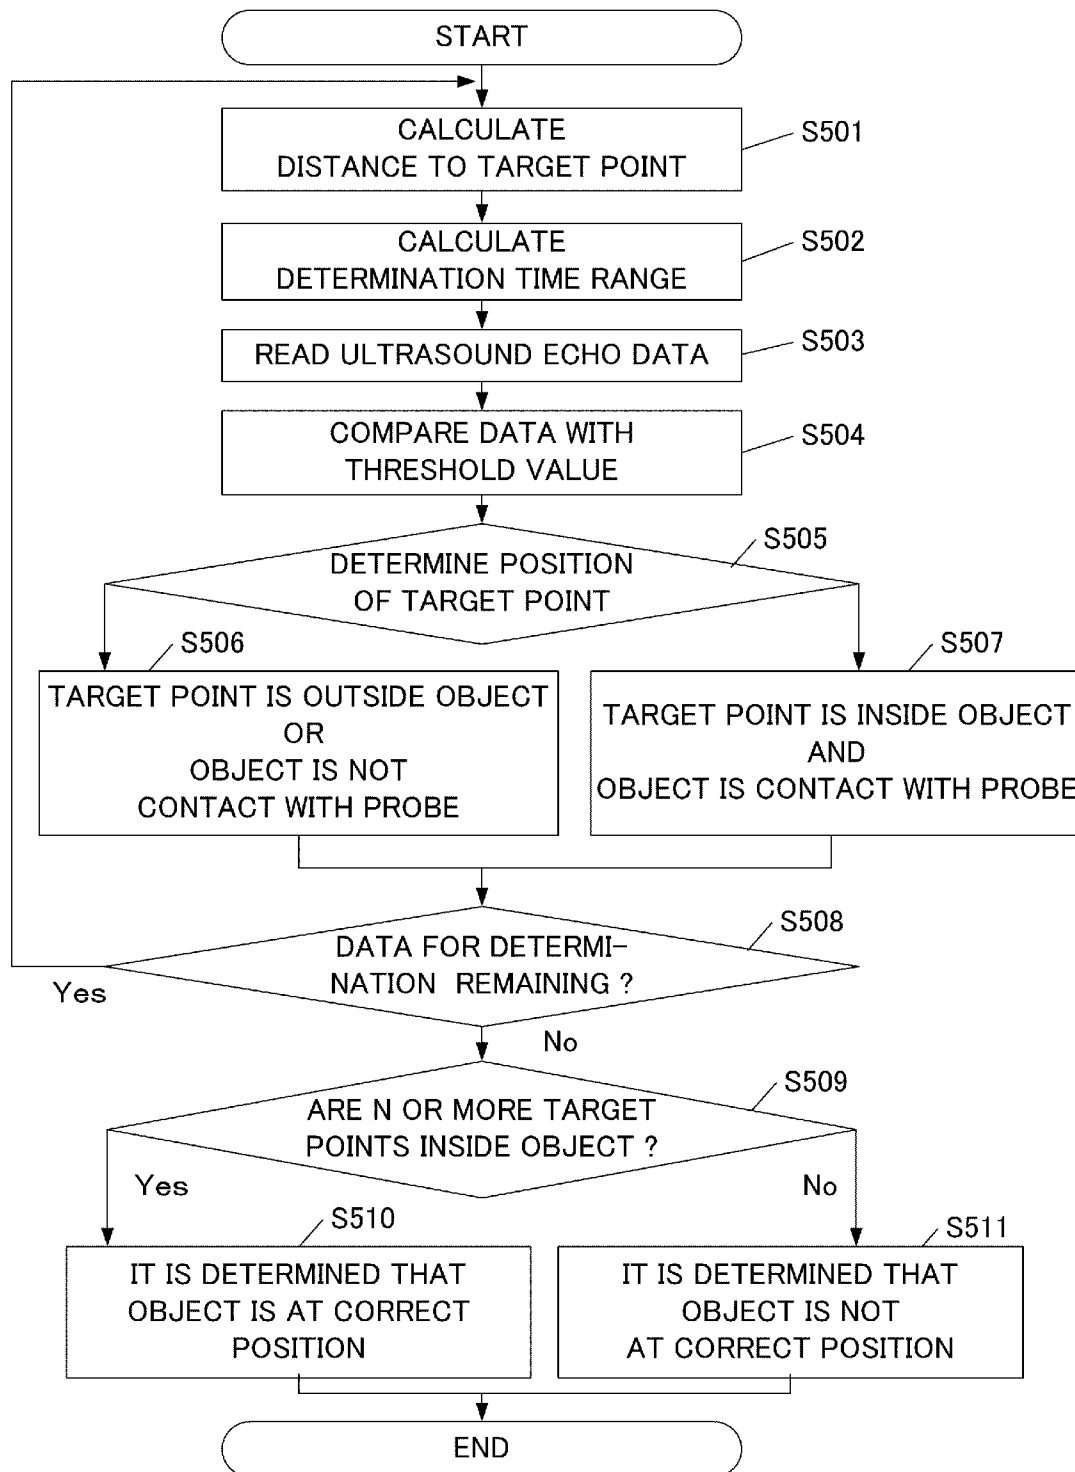 START
CALCULATE
DISTANCE TO TARGET POINT
S501
CALCULATE
DETERMINATION TIME RANGE
S502
READ ULTRASOUND ECHO DATA
S503
COMPARE DATA WITH
THRESHOLD VALUE
S504
DETERMINE POSITION
OF TARGET POINT
S505
S506
TARGET POINT IS OUTSIDE OBJECT
OR
OBJECT IS NOT
CONTACT WITH PROBE
S507
TARGET POINT IS INSIDE OBJECT
AND
OBJECT IS CONTACT WITH PROBE
DATA FOR DETERMI-
NATION REMAINING ?
S508
Yes
No
ARE N OR MORE TARGET
POINTS INSIDE OBJECT ?
S509
Yes
No
S510
IT IS DETERMINED THAT
OBJECT IS AT CORRECT
POSITION
S511
IT IS DETERMINED THAT
OBJECT IS NOT
AT CORRECT POSITION
END